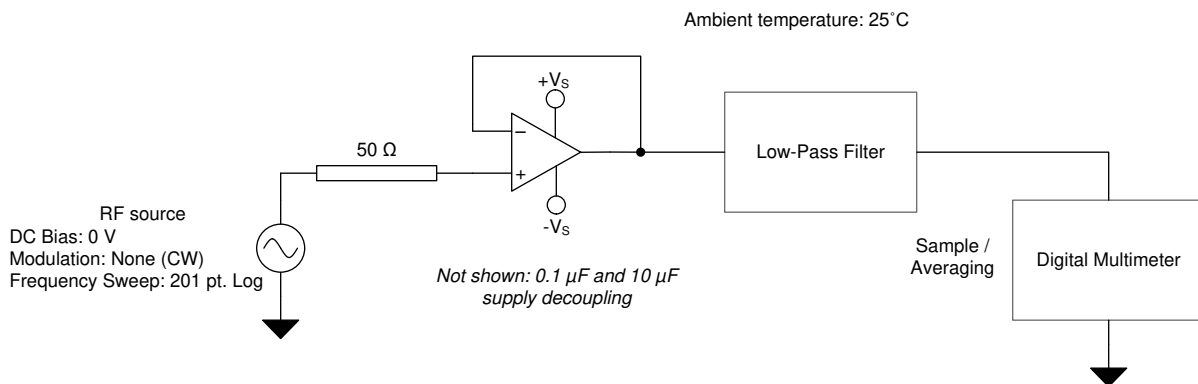 Ambient temperature: 25˚C
+VS
50 Ω
−
+
-VS
Low-Pass Filter
RF source
DC Bias: 0 V
Modulation: None (CW)
Frequency Sweep: 201 pt. Log
Not shown: 0.1 µF and 10 µF
supply decoupling
Sample /
Averaging
Digital Multimeter